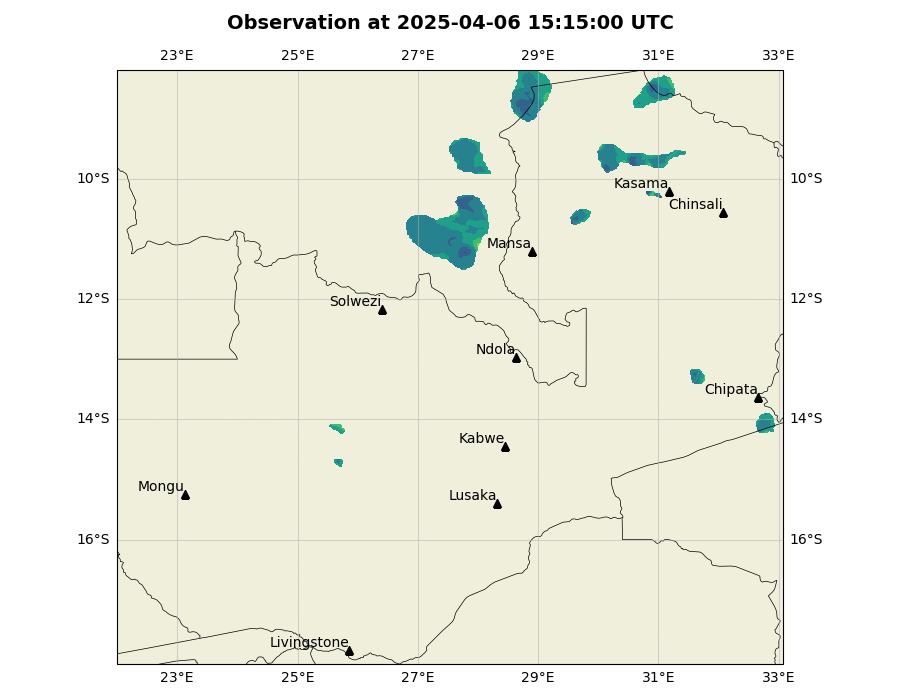 Observation at 2025-04-06 15:15:00 UTC
23°E 25°E 27°E 29°E 31°E 33°E
10°S 10°S
Kasama
Chinsali
Mansa
12°S 12°S
Solwezi
Ndola
Chipata
14°S 14°S
Kabwe
Mongu
Lusaka
16°S 16°S
Livingstone
23°E 25°E 27°E 29°E 31°E 33°E